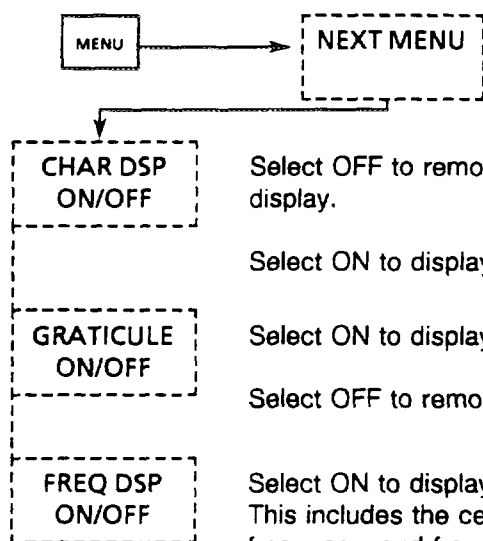 MENU
NEXT MENU
CHAR DSP
ON/OFF
Select OFF to remo
display.
Select ON to display
GRATICULE
ON/OFF
Select ON to display
Select OFF to remo
FREQ DSP
ON/OFF
Select ON to display
This includes the ce